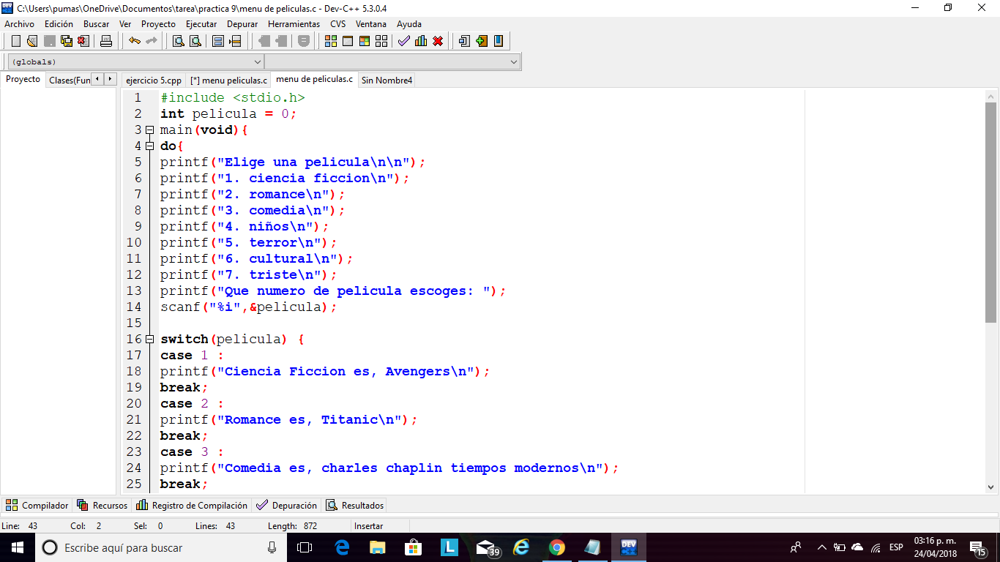 C:\Users\pumas\OneDrive\Documentos\tarea\practica 9\menu de peliculas.c - Dev-C++ 5.3.0.4
Archivo Edición Buscar Ver Proyecto Ejecutar Depurar Herramientas CVS Ventana Ayuda
(globals)
Proyecto Clases(Fun ejercicio 5.cpp [*] menu peliculas.c menu de peliculas.c Sin Nombre4
1 #include <stdio.h>
2 int pelicula = 0;
3 main(void){
4 do{
5 printf("Elige una pelicula\n\n");
6 printf("1. ciencia ficcion\n");
7 printf("2. romance\n");
8 printf("3. comedia\n");
9 printf("4. niños\n");
10 printf("5. terror\n");
11 printf("6. cultural\n");
12 printf("7. triste\n");
13 printf("Que numero de pelicula escoges: ");
14 scanf("%i",&pelicula);
15
16 switch(pelicula) {
17 case 1 :
18 printf("Ciencia Ficcion es, Avengers\n");
19 break;
20 case 2 :
21 printf("Romance es, Titanic\n");
22 break;
23 case 3 :
24 printf("Comedia es, charles chaplin tiempos modernos\n");
25 break;
Compilador Recursos Registro de Compilación Depuración Resultados
Line: 43 Col: 2 Sel: 0 Lines: 43 Length: 872 Insertar
Escribe aquí para buscar L 39 DEV ESP 03:16 p. m. 15
24/04/2018